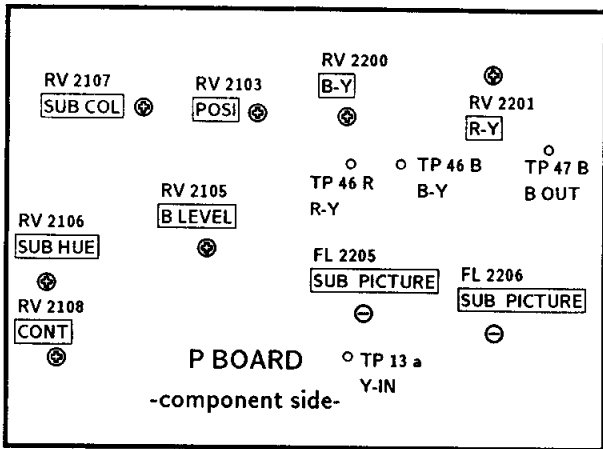 RV 2107
SUB COL
RV 2103
POSI
RV 2200
B-Y
RV 2201
R-Y
TP 46 R
R-Y
TP 46 B
B-Y
TP 47 B
B OUT
RV 2105
B LEVEL
RV 2106
SUB HUE
RV 2108
CONT
FL 2205
SUB PICTURE
FL 2206
SUB PICTURE
P BOARD
-component side-
TP 13 a
Y-IN